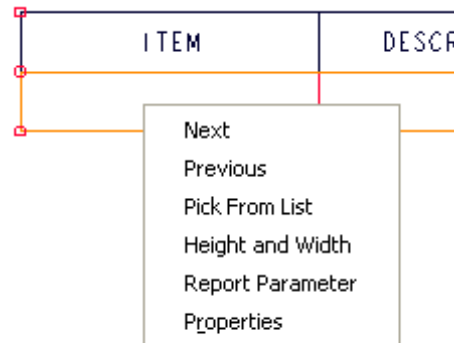 ITEM DESCR
Next
Previous
Pick From List
Height and Width
Report Parameter
Properties